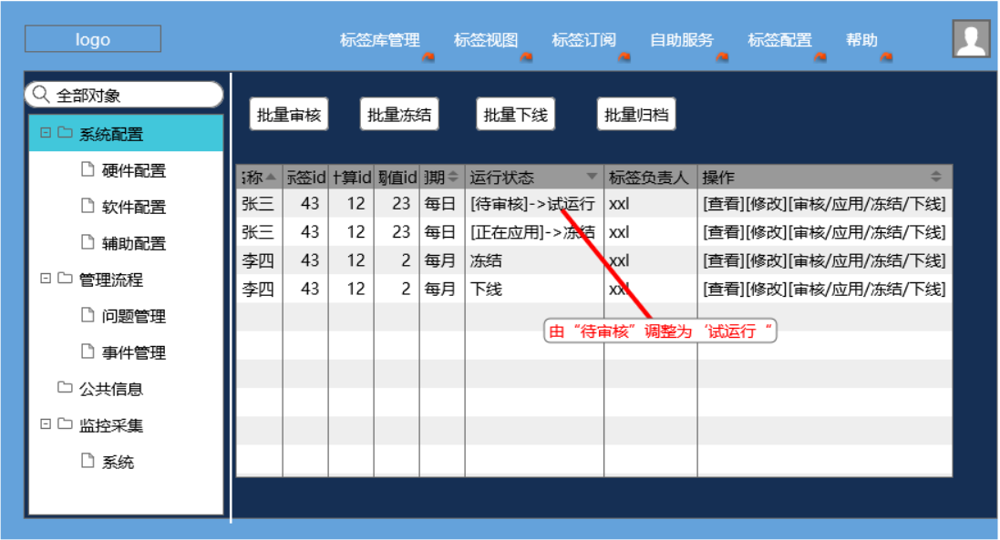 logo
标签库管理 标签视图 标签订阅 自助服务 标签配置 帮助
全部对象
系统配置
硬件配置
软件配置
辅助配置
管理流程
问题管理
事件管理
公共信息
监控采集
系统
批量审核 批量冻结 批量下线 批量归档
称 签id 算id 值id 期 运行状态 标签负责人 操作
张三 43 12 23 每日 [待审核]->试运行 xxl [查看][修改][审核/应用/冻结/下线]
张三 43 12 23 每日 [正在应用]->冻结 xxl [查看][修改][审核/应用/冻结/下线]
李四 43 12 2 每月 冻结 xxl [查看][修改][审核/应用/冻结/下线]
李四 43 12 2 每月 下线 xxl [查看][修改][审核/应用/冻结/下线]
由“待审核”调整为‘试运行“